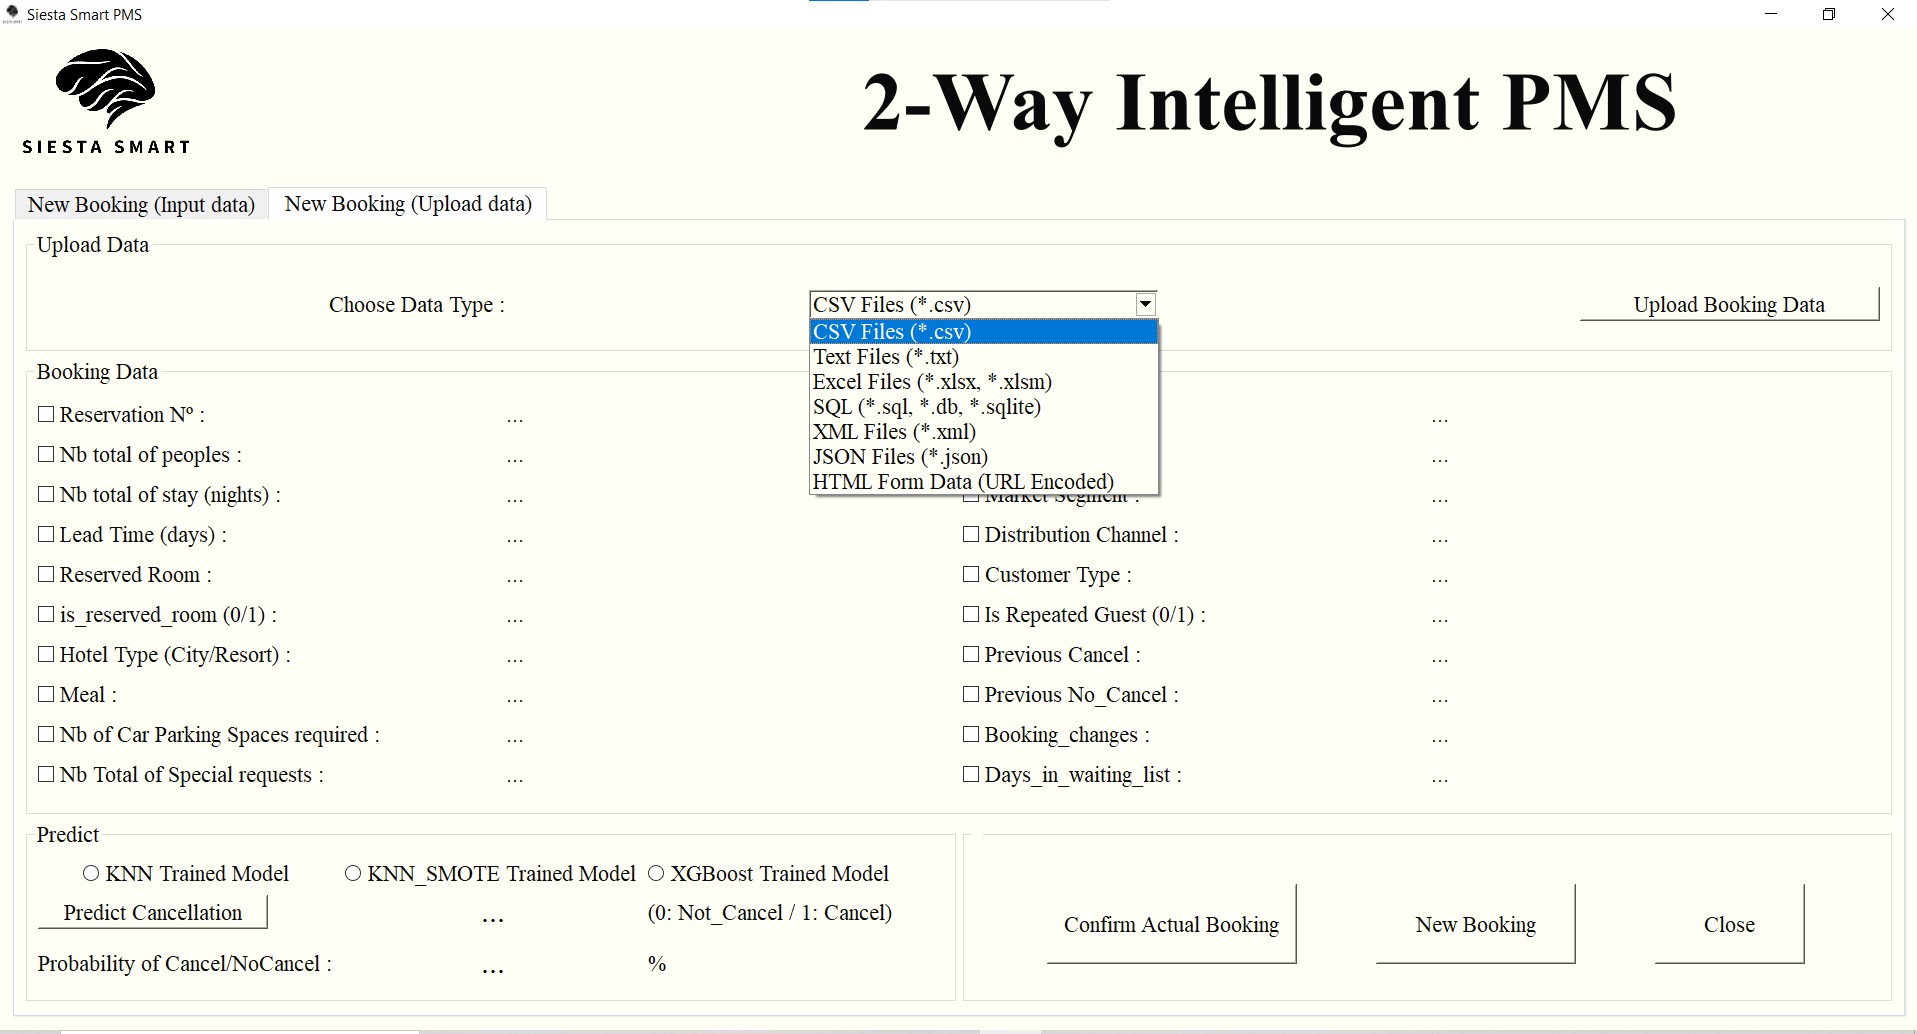 Siesta Smart PMS
SIESTA SMART
2-Way Intelligent PMS
New Booking (Input data)
New Booking (Upload data)
Upload Data
Choose Data Type :
CSV Files (*.csv)
Upload Booking Data
CSV Files (*.csv)
Text Files (*.txt)
Excel Files (*.xlsx, *.xlsm)
SQL (*.sql, *.db, *.sqlite)
XML Files (*.xml)
JSON Files (*.json)
HTML Form Data (URL Encoded)
Booking Data
Reservation Nº : ...
Nb total of peoples : ...
Nb total of stay (nights) : ...
Lead Time (days) : ...
Reserved Room : ...
is_reserved_room (0/1) : ...
Hotel Type (City/Resort) : ...
Meal : ...
Nb of Car Parking Spaces required : ...
Nb Total of Special requests : ...
...
...
Market Segment : ...
Distribution Channel : ...
Customer Type : ...
Is Repeated Guest (0/1) : ...
Previous Cancel : ...
Previous No_Cancel : ...
Booking_changes : ...
Days_in_waiting_list : ...
Predict
KNN Trained Model
KNN_SMOTE Trained Model
XGBoost Trained Model
Predict Cancellation ... (0: Not_Cancel / 1: Cancel)
Probability of Cancel/NoCancel : ... %
Confirm Actual Booking
New Booking
Close